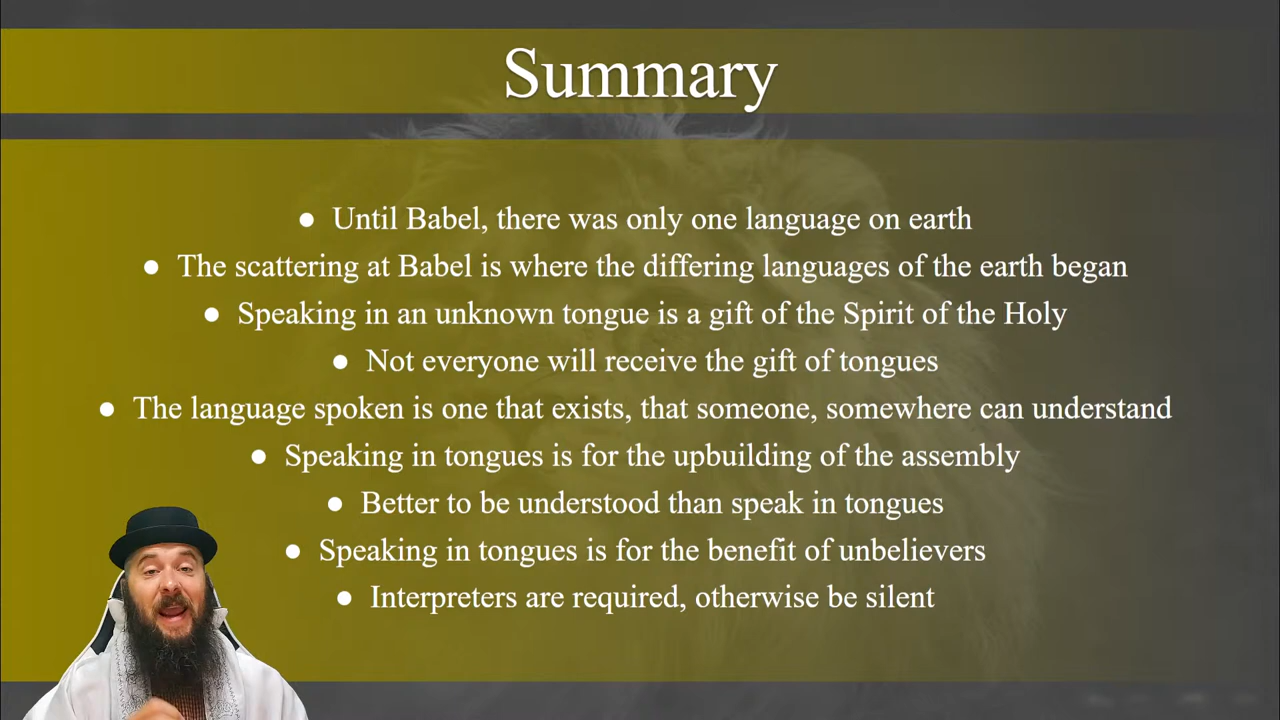 Summary
● Until Babel, there was only one language on earth
● The scattering at Babel is where the differing languages of the earth began
● Speaking in an unknown tongue is a gift of the Spirit of the Holy
● Not everyone will receive the gift of tongues
● The language spoken is one that exists, that someone, somewhere can understand
● Speaking in tongues is for the upbuilding of the assembly
● Better to be understood than speak in tongues
● Speaking in tongues is for the benefit of unbelievers
● Interpreters are required, otherwise be silent